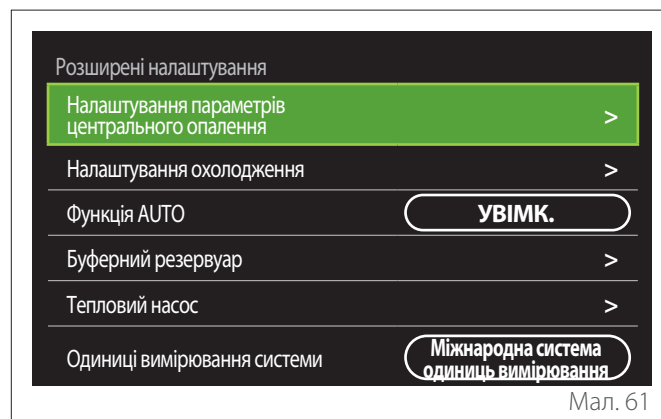 Розширені налаштування
Налаштування параметрів
центрального опалення >
Налаштування охолодження >
Функція AUTO УВІМК.
Буферний резервуар >
Тепловий насос >
Одиниці вимірювання системи Міжнародна система
одиниць вимірювання
Мал. 61